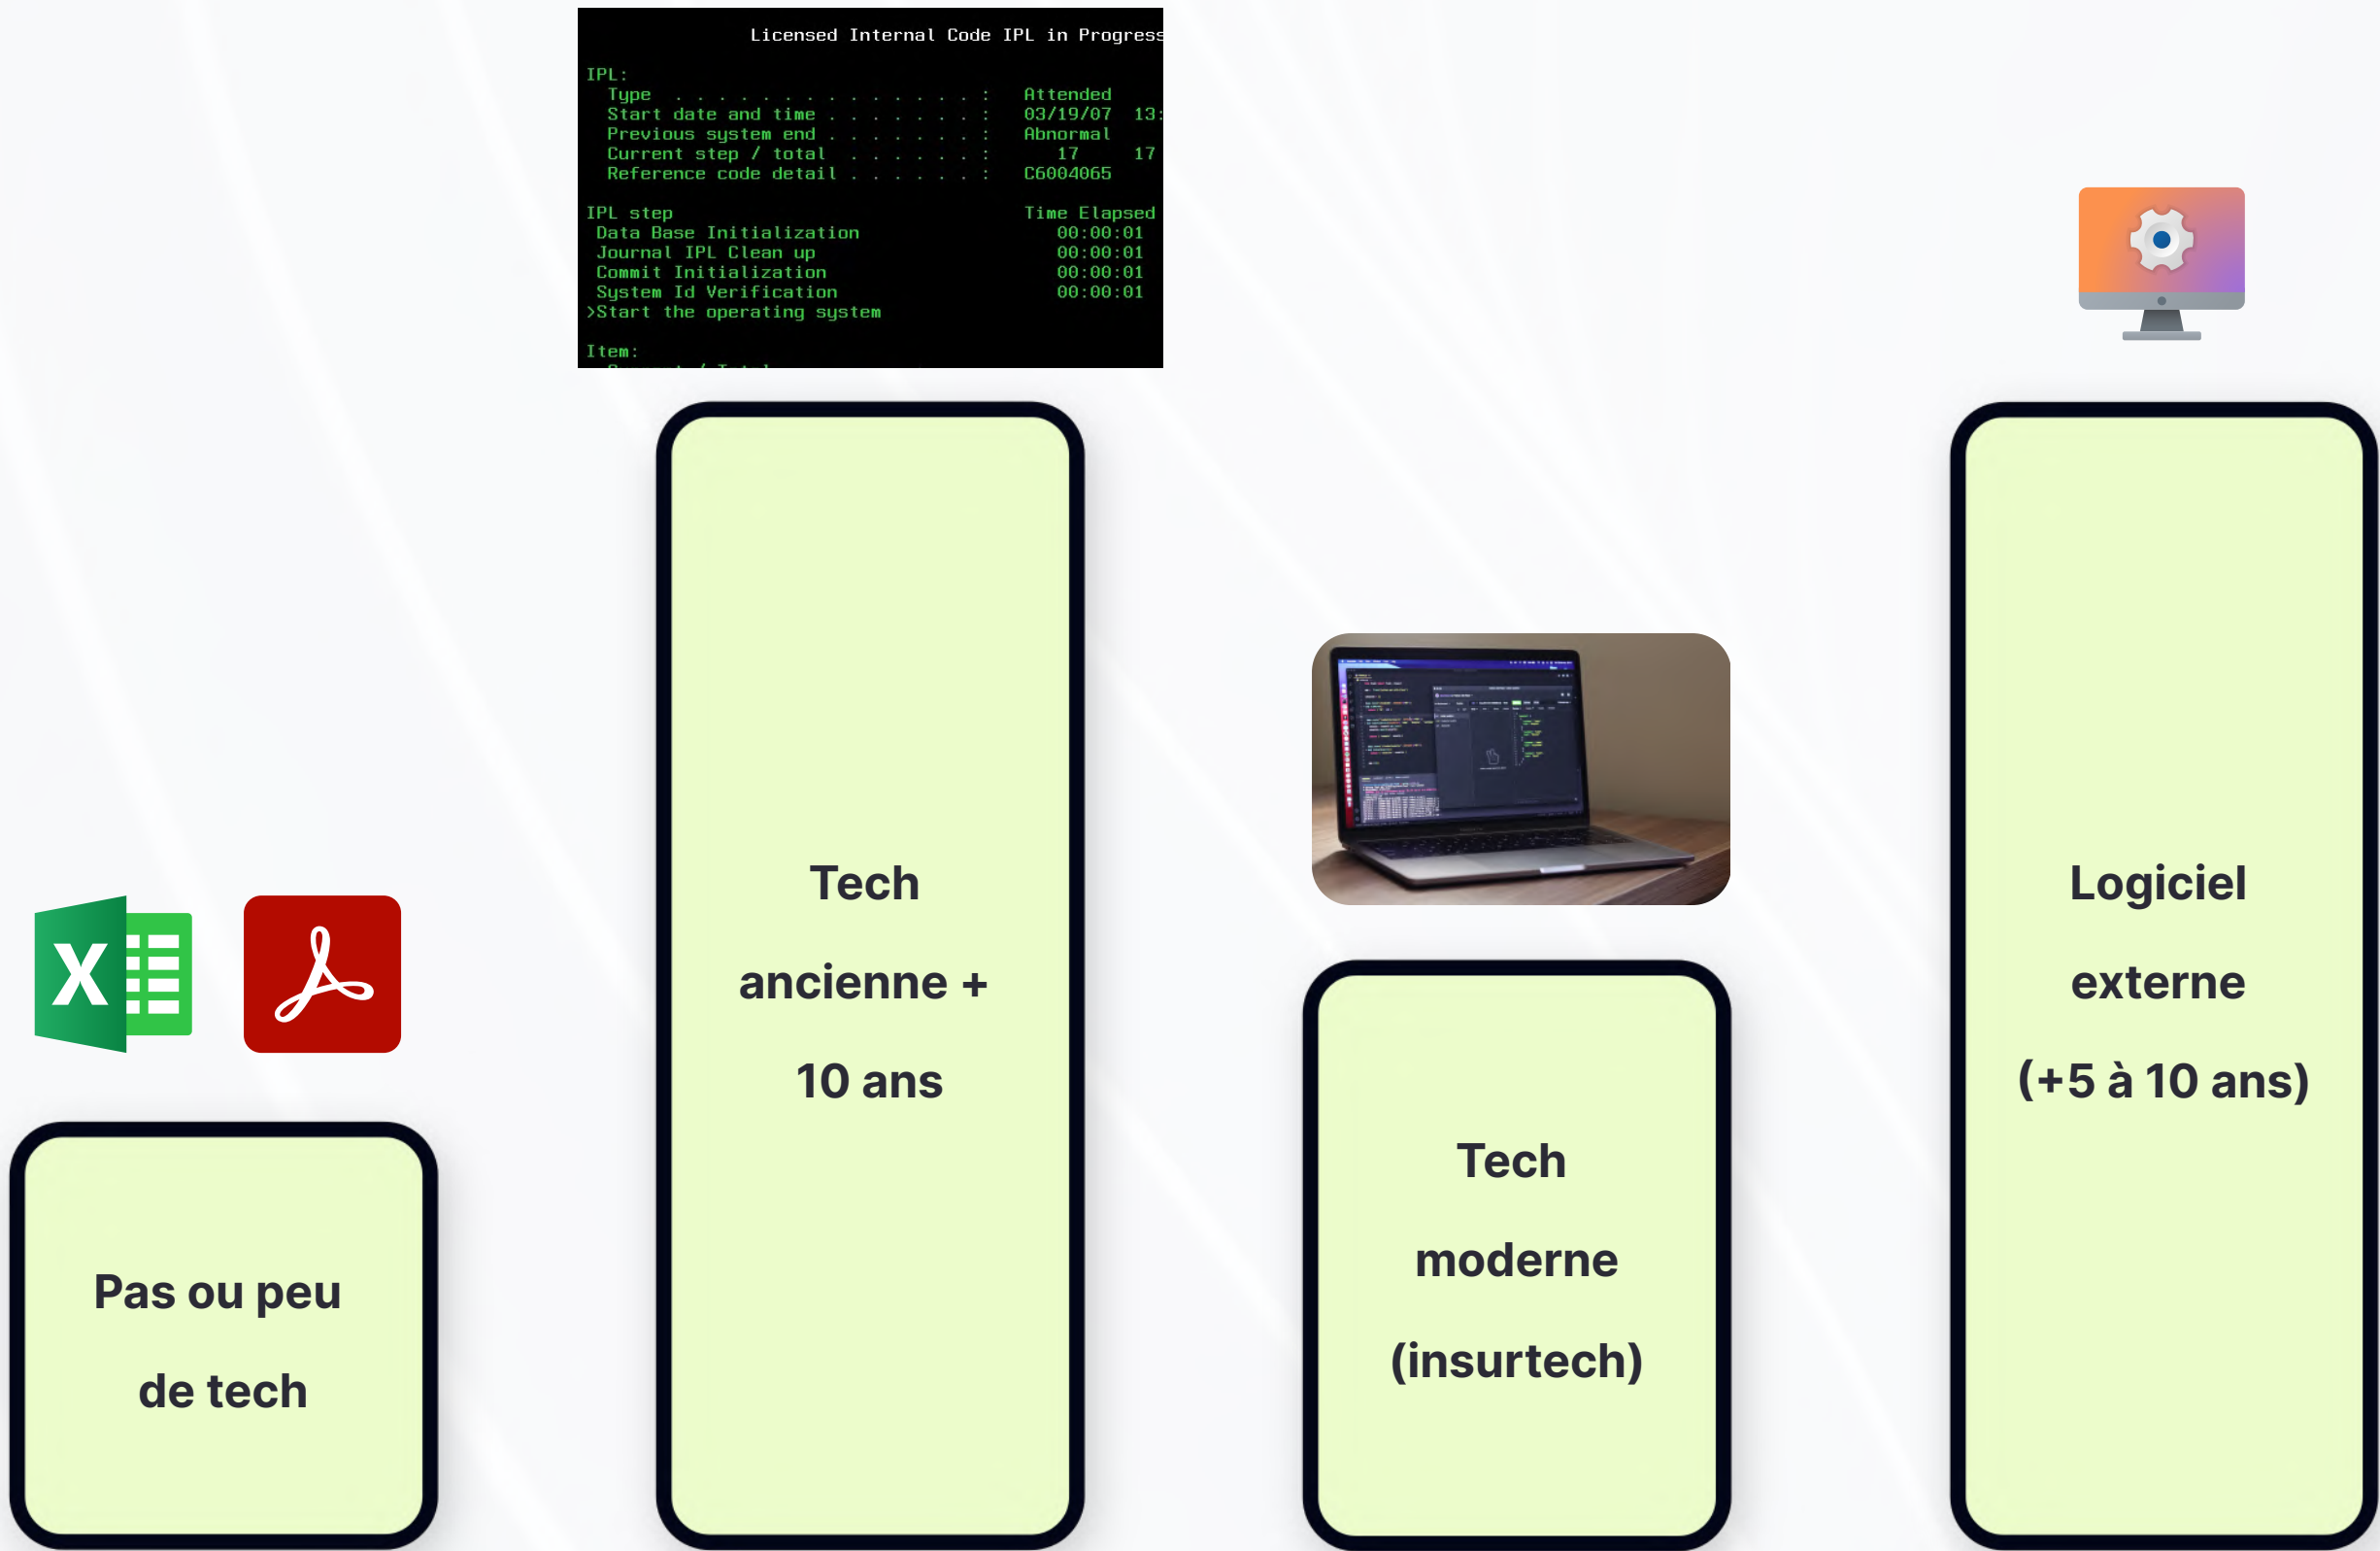 Licensed Internal Code IPL in Progress
IPL:
Type . . . . . . . . . . . . . . . : Attended
Start date and time . . . . . . . : 03/19/07 13:
Previous system end . . . . . . . : Abnormal
Current step / total . . . . . . : 17 17
Reference code detail . . . . . . : C6004065
IPL step Time Elapsed
Data Base Initialization 00:00:01
Journal IPL Clean up 00:00:01
Commit Initialization 00:00:01
System Id Verification 00:00:01
>Start the operating system
Item:
X
Pas ou peu
de tech
Tech
ancienne +
10 ans
Tech
moderne
(insurtech)
Logiciel
externe
(+5 à 10 ans)